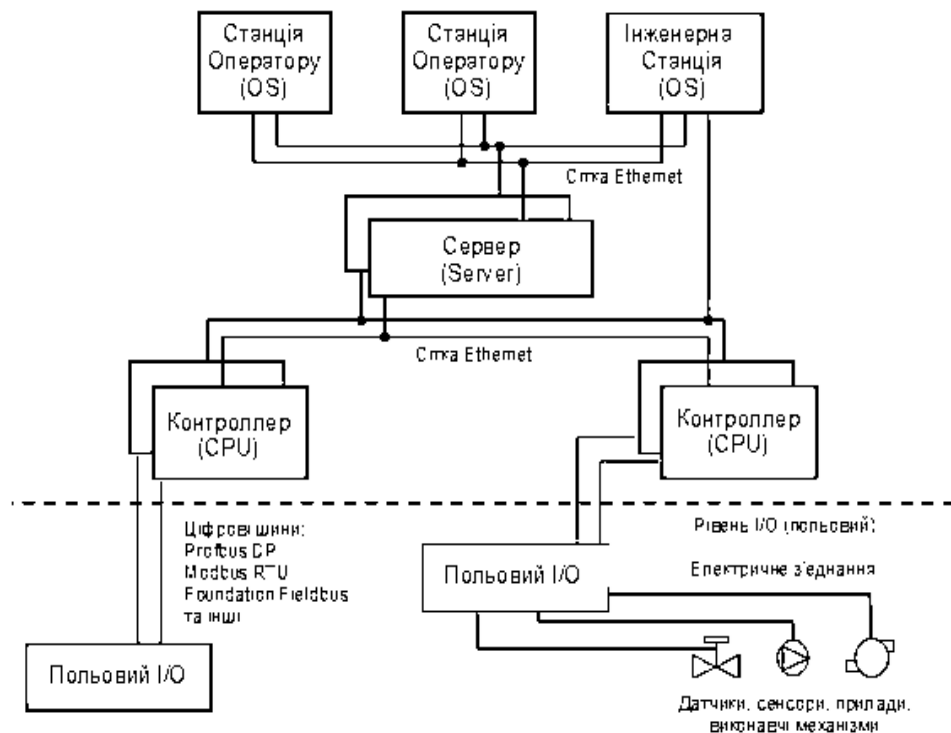 Станція
Оператору
(OS)
Станція
Оператору
(OS)
Інженерна
Станція
(OS)
Сітка Ethernet
Сервер
(Server)
Сітка Ethernet
Контроллер
(CPU)
Контроллер
(CPU)
Ціфрові шини:
Profibus DP
Modbus RTU
Foundation Fieldbus
та інші
Рівень I/O (польовий)
Польовий I/O
Електричне з'еднання
Польовий I/O
Датчики, сенсори, прилади,
виконавчі механізми